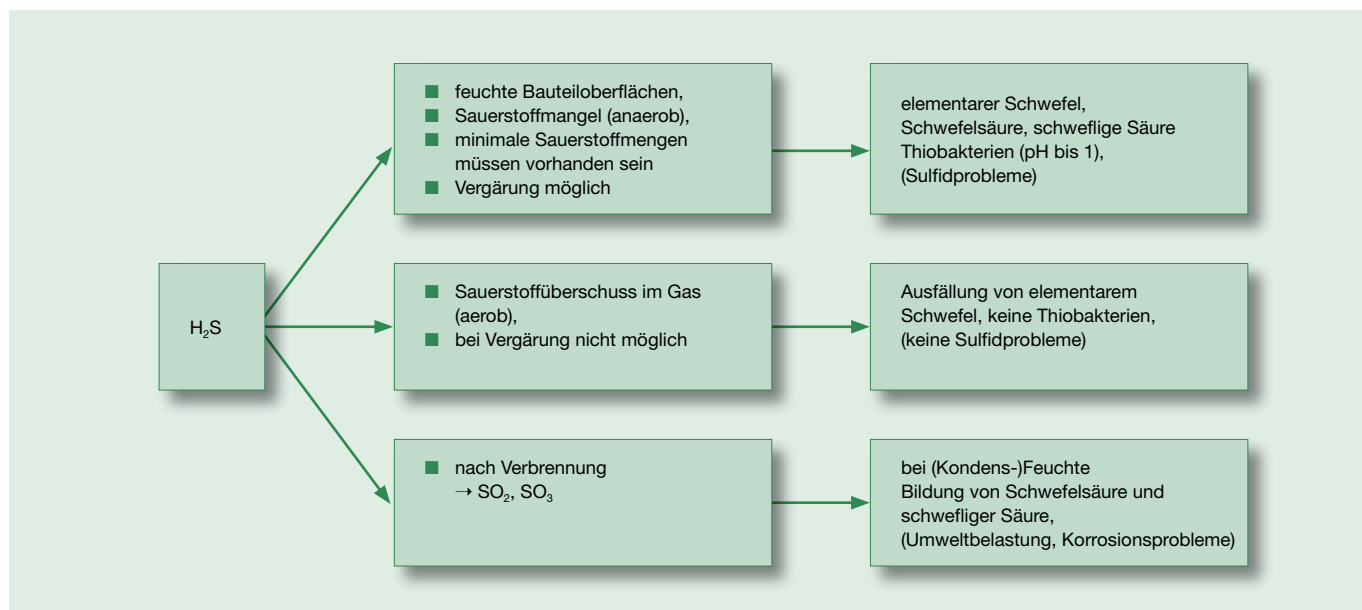 H₂S
■ feuchte Bauteiloberflächen,
■ Sauerstoffmangel (anaerob),
■ minimale Sauerstoffmengen
müssen vorhanden sein
■ Vergärung möglich
elementarer Schwefel,
Schwefelsäure, schweflige Säure
Thiobakterien (pH bis 1),
(Sulfidprobleme)
■ Sauerstoffüberschuss im Gas
(aerob),
■ bei Vergärung nicht möglich
Ausfällung von elementarem
Schwefel, keine Thiobakterien,
(keine Sulfidprobleme)
■ nach Verbrennung
→ SO₂, SO₃
bei (Kondens-)Feuchte
Bildung von Schwefelsäure und
schwefliger Säure,
(Umweltbelastung, Korrosionsprobleme)